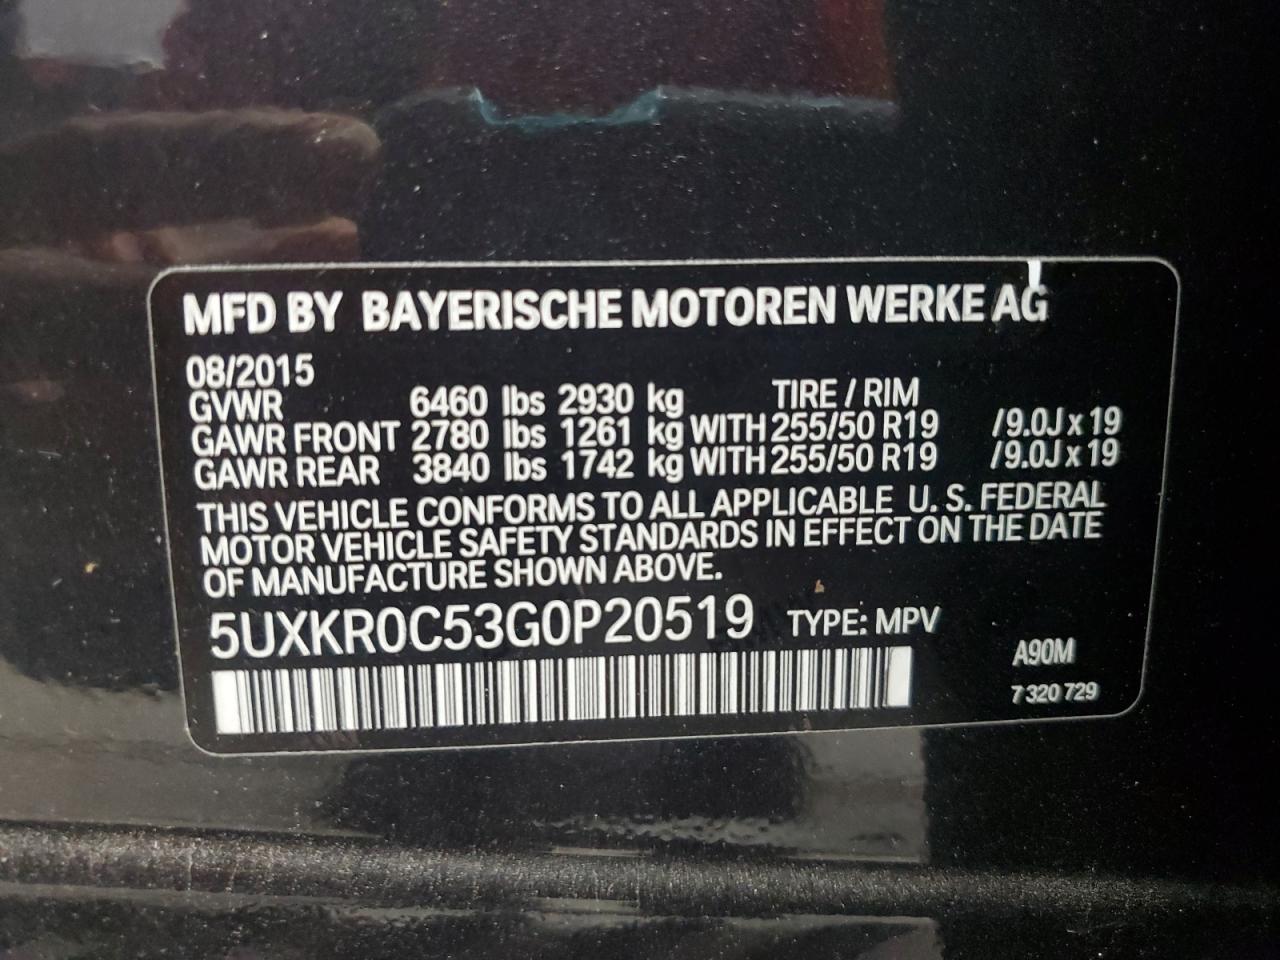 MFD BY BAYERISCHE MOTOREN WERKE AG
08/2015
GVWR 6460 lbs 2930 kg TIRE / RIM
GAWR FRONT 2780 lbs 1261 kg WITH 255/50 R19 /9.0J x 19
GAWR REAR 3840 lbs 1742 kg WITH 255/50 R19 /9.0J x 19
THIS VEHICLE CONFORMS TO ALL APPLICABLE U. S. FEDERAL
MOTOR VEHICLE SAFETY STANDARDS IN EFFECT ON THE DATE
OF MANUFACTURE SHOWN ABOVE.
5UXKR0C53G0P20519 TYPE: MPV
A90M
7 320 729